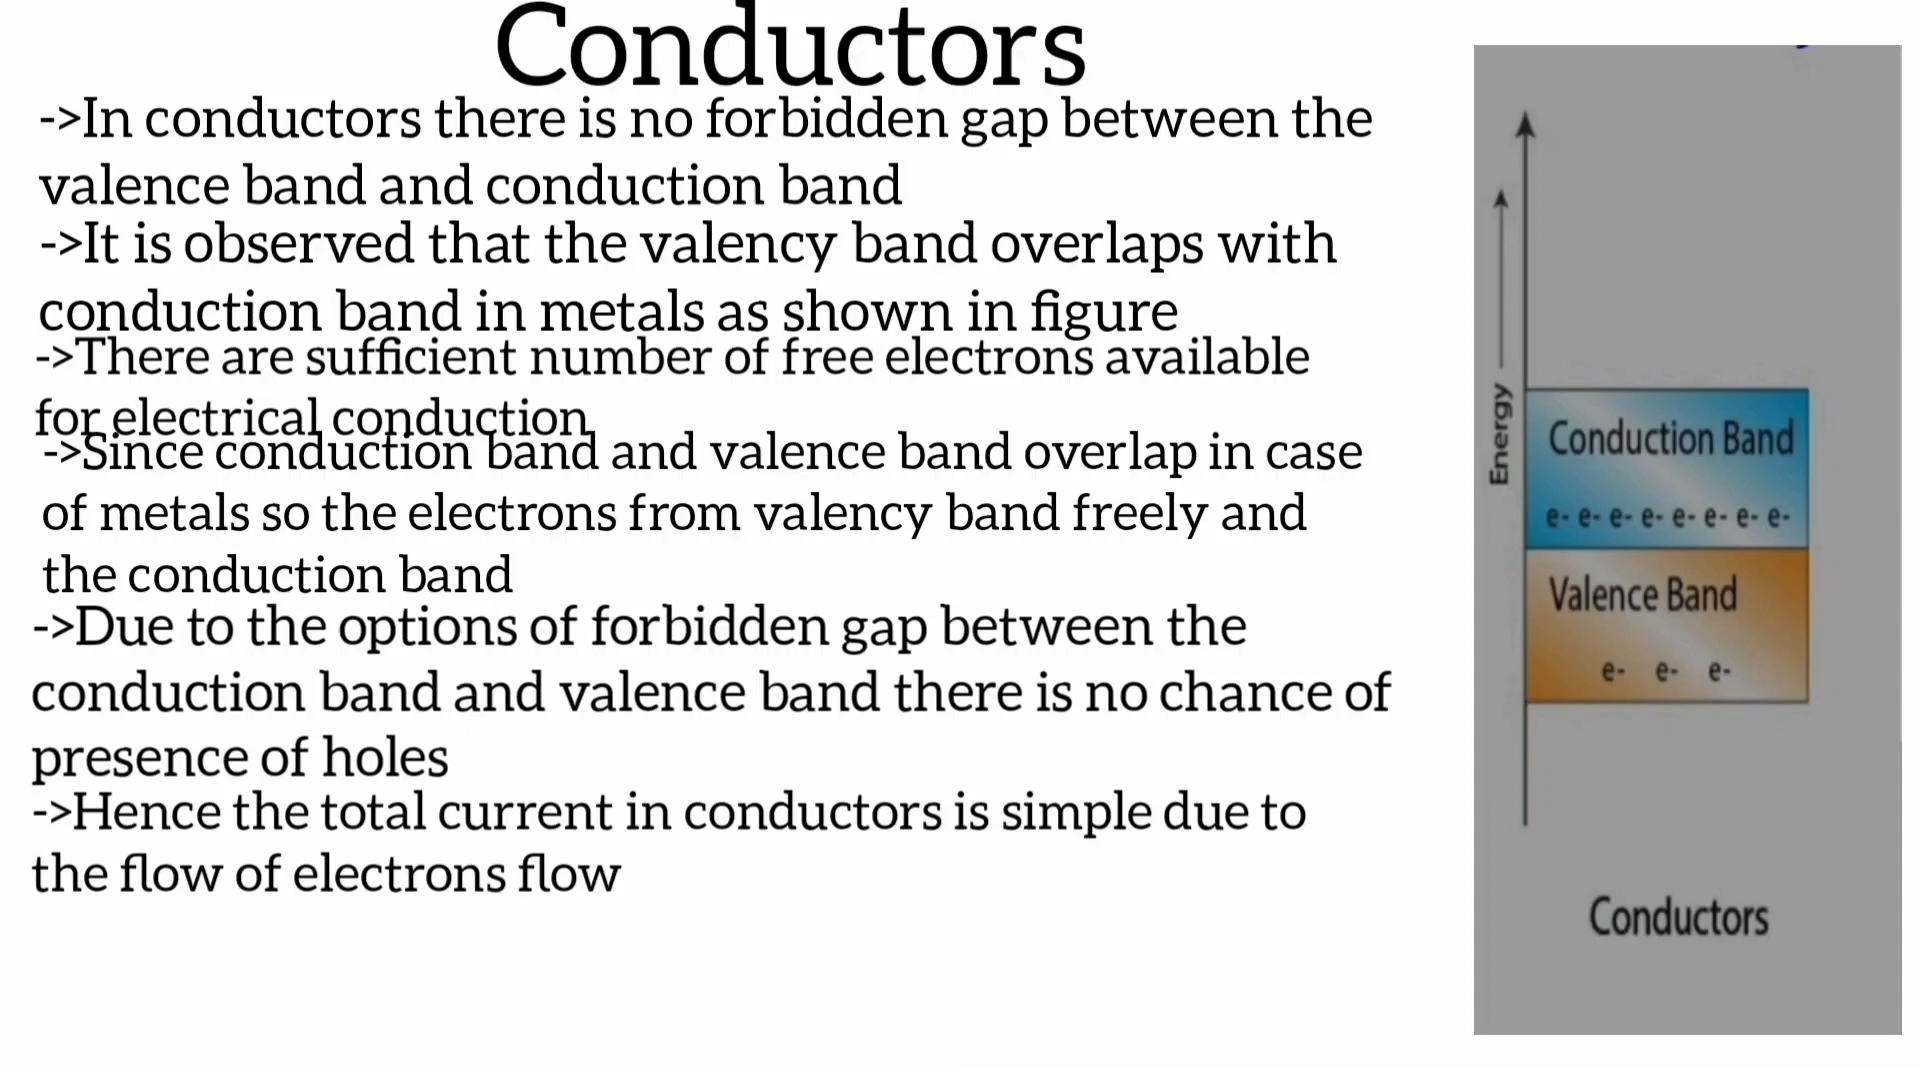 Conductors
->In conductors there is no forbidden gap between the
valence band and conduction band
->It is observed that the valency band overlaps with
conduction band in metals as shown in figure
->There are sufficient number of free electrons available
for electrical conduction
->Since conduction band and valence band overlap in case
of metals so the electrons from valency band freely and
the conduction band
->Due to the options of forbidden gap between the
conduction band and valence band there is no chance of
presence of holes
->Hence the total current in conductors is simple due to
the flow of electrons flow
Energy
Conduction Band
e- e- e- e- e- e- e- e-
Valence Band
e- e- e-
Conductors